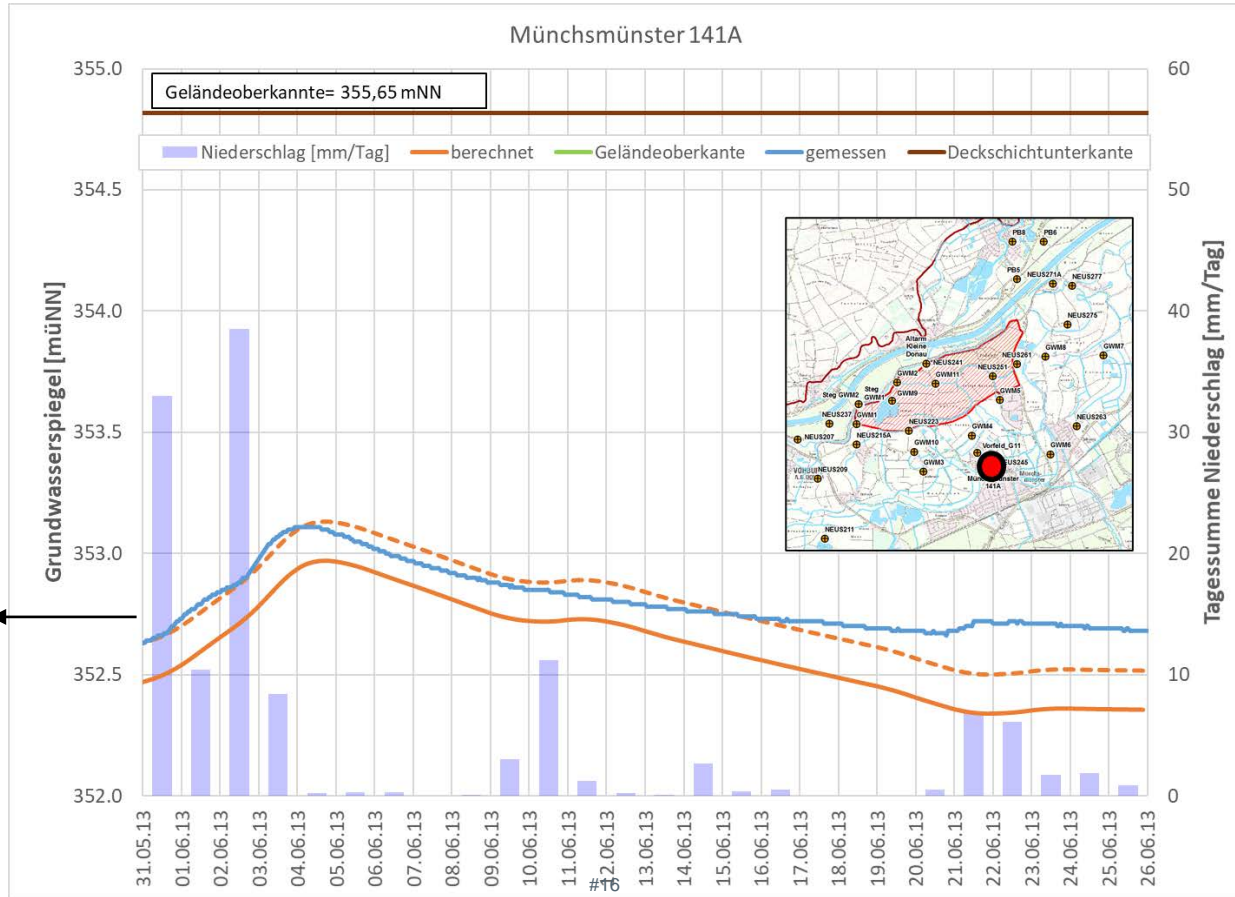 Münchsmünster 141A
Geländeoberkannte= 355,65 mNN
Niederschlag [mm/Tag]
berechnet
Geländeoberkante
gemessen
Deckschichtunterkante
Grundwasserspiegel [müNN]
355.0
354.5
354.0
353.5
353.0
352.5
352.0
Tagessumme Niederschlag [mm/Tag]
60
50
40
30
20
10
0
31.05.13
01.06.13
02.06.13
03.06.13
04.06.13
05.06.13
06.06.13
07.06.13
08.06.13
09.06.13
10.06.13
11.06.13
12.06.13
13.06.13
14.06.13
15.06.13
16.06.13
17.06.13
18.06.13
19.06.13
20.06.13
21.06.13
22.06.13
23.06.13
24.06.13
25.06.13
26.06.13
#16
PB8
PB6
PB5
NEUS271A
NEUS277
NEUS275
Altarm
Kleine
Donau
NEUS241
NEUS261
GWM8
GWM7
GWM2
GWM11
NEUS251
Steg GWM2
Steg
GWM1
GWM9
GWM5
NEUS237
GWM1
NEUS223
NEUS263
NEUS207
NEUS215A
GWM10
GWM4
Vorfeld_G11
GWM6
NEUS209
GWM3
141A
NEUS211